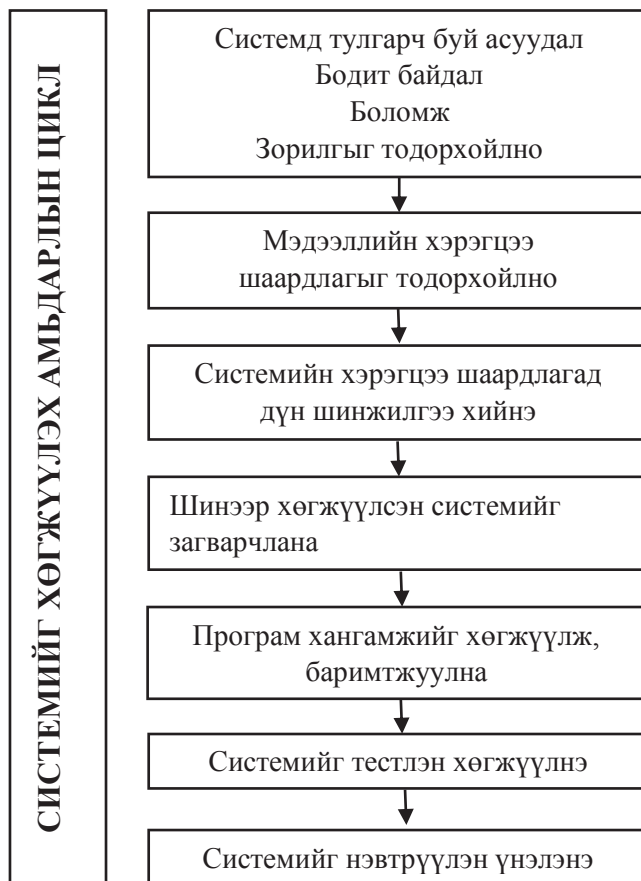 СИСТЕМИЙГ ХӨГЖҮҮЛЭХ АМЬДАРЛЫН ЦИКЛ
Системд тулгарч буй асуудал
Бодит байдал
Боломж
Зорилгыг тодорхойлно
Мэдээллийн хэрэгцээ
шаардлагыг тодорхойлно
Системийн хэрэгцээ шаардлагад
дүн шинжилгээ хийнэ
Шинээр хөгжүүлсэн системийг
загварчлана
Програм хангамжийг хөгжүүлж,
баримтжуулна
Системийг тестлэн хөгжүүлнэ
Системийг нэвтрүүлэн үнэлэнэ